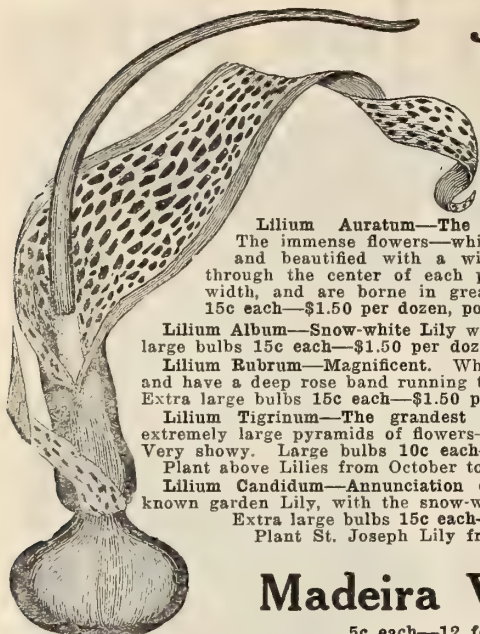 Lilium Auratum—The
The immense flowers—whi
and beautified with a wi
through the center of each p
width, and are borne in grea
15c each—$1.50 per dozen, po
Lilium Album—Snow-white Lily w
large bulbs 15c each—$1.50 per doz
Lilium Rubrum—Magnificent. Wh
and have a deep rose band running t
Extra large bulbs 15c each—$1.50 p
Lilium Tigrinum—The grandest
extremely large pyramids of flowers-
Very showy. Large bulbs 10c each-
Plant above Lilies from October to
Lilium Candidum—Annunciation
known garden Lily, with the snow-w
Extra large bulbs 15c each-
Plant St. Joseph Lily fr
Madeira
5c each—12 f